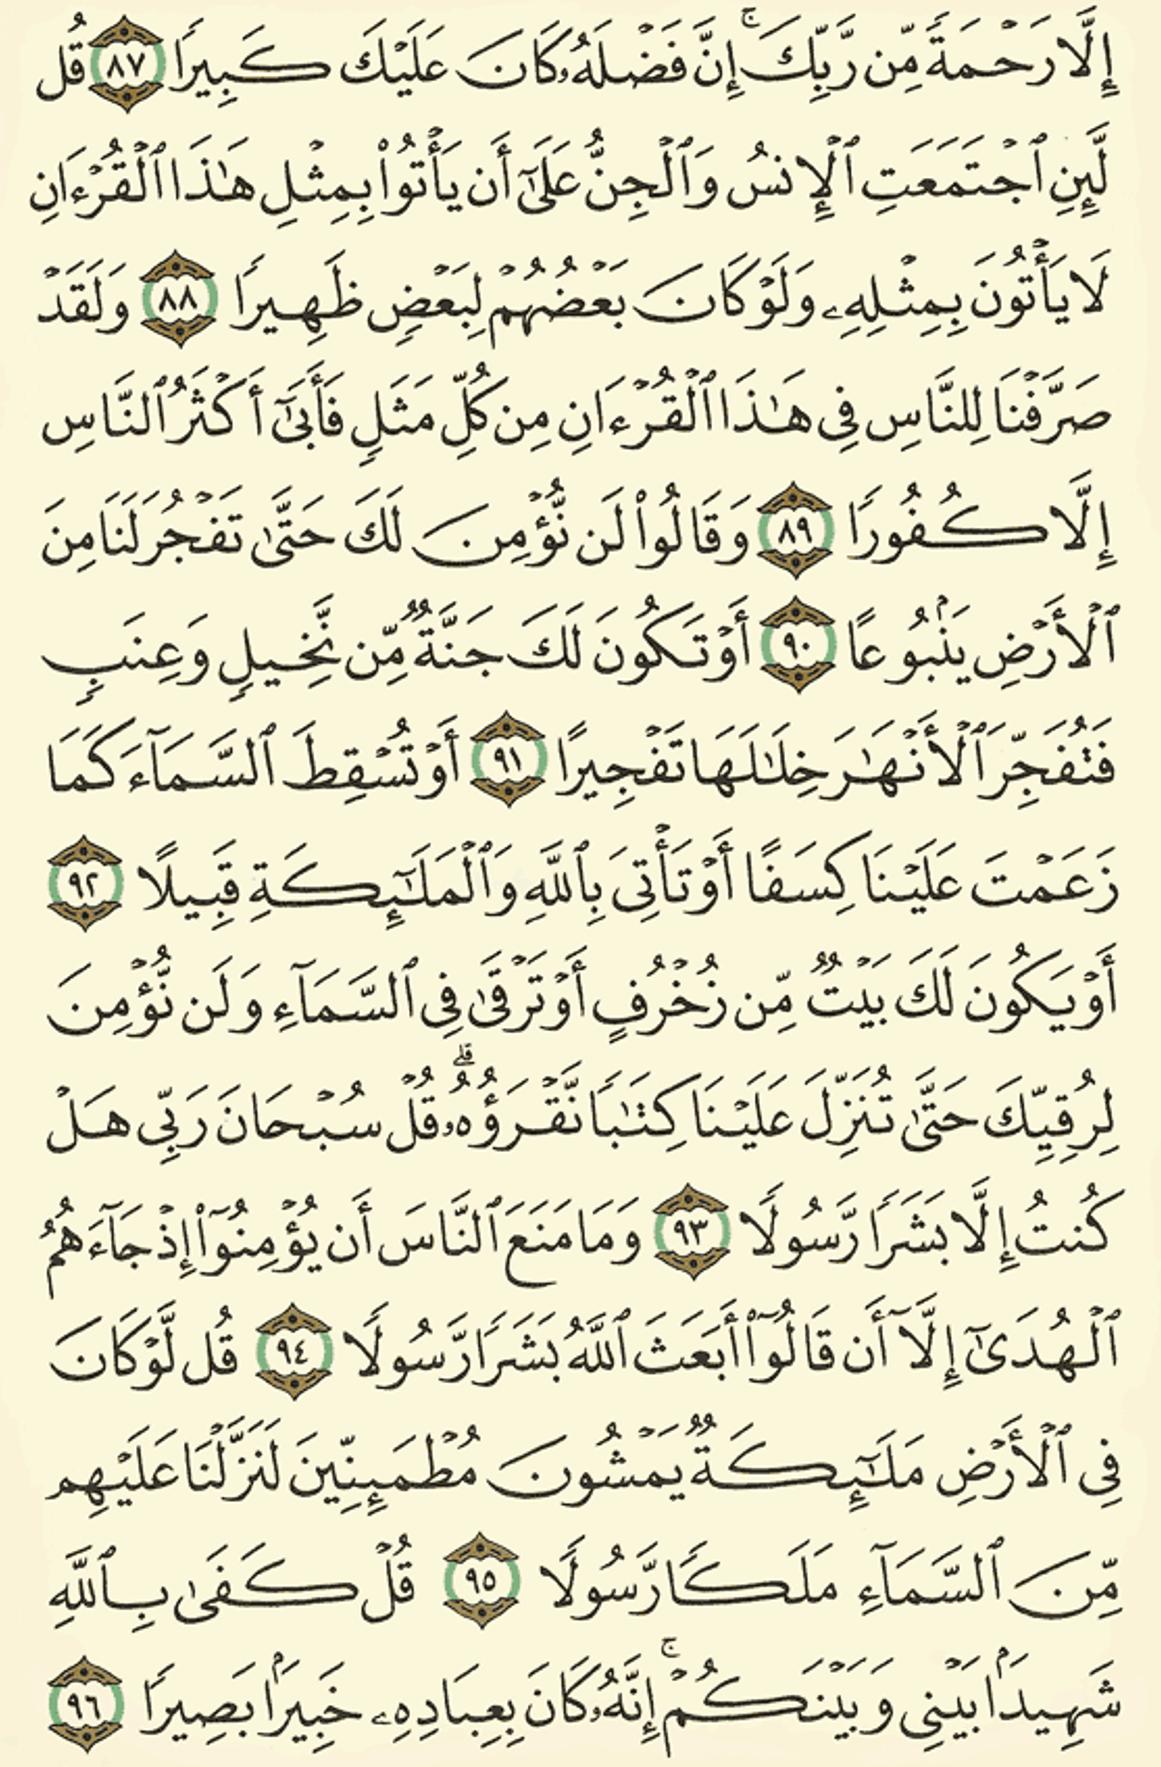 إِلَّا رَحْمَةً مِّن رَّبِّكَ ۚ إِنَّ فَضْلَهُۥ كَانَ عَلَيْكَ كَبِيرًا ٨٧ قُل
لَّئِنِ ٱجْتَمَعَتِ ٱلْإِنسُ وَٱلْجِنُّ عَلَىٰٓ أَن يَأْتُوا۟ بِمِثْلِ هَـٰذَا ٱلْقُرْءَانِ
لَا يَأْتُونَ بِمِثْلِهِۦ وَلَوْ كَانَ بَعْضُهُمْ لِبَعْضٍ ظَهِيرًا ٨٨ وَلَقَدْ
صَرَّفْنَا لِلنَّاسِ فِى هَـٰذَا ٱلْقُرْءَانِ مِن كُلِّ مَثَلٍ فَأَبَىٰٓ أَكْثَرُ ٱلنَّاسِ
إِلَّا كُفُورًا ٨٩ وَقَالُوا۟ لَن نُّؤْمِنَ لَكَ حَتَّىٰ تَفْجُرَ لَنَا مِنَ
ٱلْأَرْضِ يَنۢبُوعًا ٩٠ أَوْ تَكُونَ لَكَ جَنَّةٌ مِّن نَّخِيلٍ وَعِنَبٍ
فَتُفَجِّرَ ٱلْأَنْهَـٰرَ خِلَـٰلَهَا تَفْجِيرًا ٩١ أَوْ تُسْقِطَ ٱلسَّمَآءَ كَمَا
زَعَمْتَ عَلَيْنَا كِسَفًا أَوْ تَأْتِىَ بِٱللَّهِ وَٱلْمَلَـٰٓئِكَةِ قَبِيلًا ٩٢
أَوْ يَكُونَ لَكَ بَيْتٌ مِّن زُخْرُفٍ أَوْ تَرْقَىٰ فِى ٱلسَّمَآءِ وَلَن نُّؤْمِنَ
لِرُقِيِّكَ حَتَّىٰ تُنَزِّلَ عَلَيْنَا كِتَـٰبًا نَّقْرَؤُهُۥ ۗ قُلْ سُبْحَانَ رَبِّى هَلْ
كُنتُ إِلَّا بَشَرًا رَّسُولًا ٩٣ وَمَا مَنَعَ ٱلنَّاسَ أَن يُؤْمِنُوٓا۟ إِذْ جَآءَهُمُ
ٱلْهُدَىٰٓ إِلَّآ أَن قَالُوٓا۟ أَبَعَثَ ٱللَّهُ بَشَرًا رَّسُولًا ٩٤ قُل لَّوْ كَانَ
فِى ٱلْأَرْضِ مَلَـٰٓئِكَةٌ يَمْشُونَ مُطْمَئِنِّينَ لَنَزَّلْنَا عَلَيْهِم
مِّنَ ٱلسَّمَآءِ مَلَكًا رَّسُولًا ٩٥ قُلْ كَفَىٰ بِٱللَّهِ
شَهِيدًۢا بَيْنِى وَبَيْنَكُمْ ۚ إِنَّهُۥ كَانَ بِعِبَادِهِۦ خَبِيرًۢا بَصِيرًا ٩٦